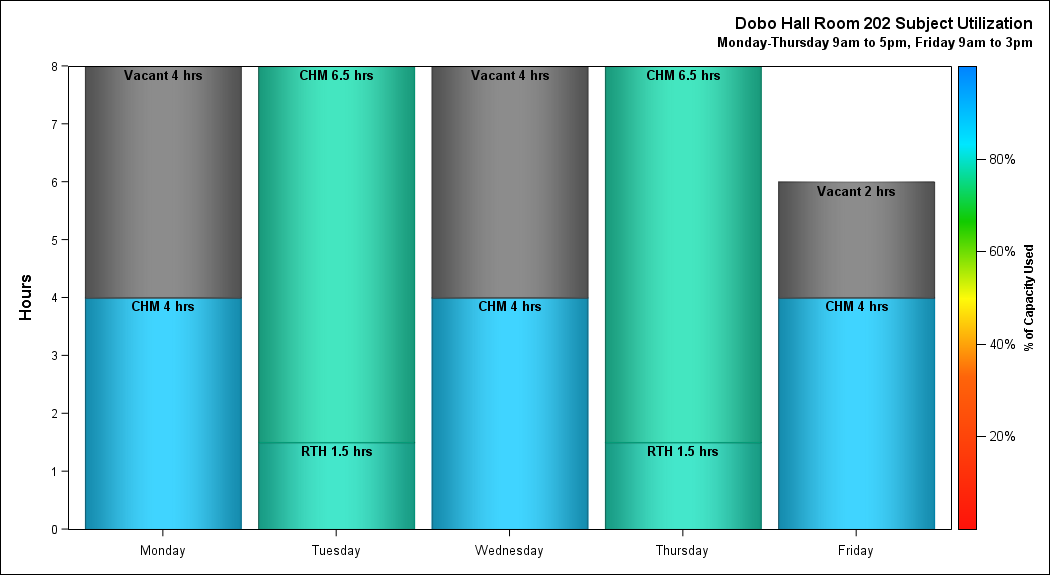 Dobo Hall Room 202 Subject Utilization
Monday-Thursday 9am to 5pm, Friday 9am to 3pm
Hours
8
7
6
5
4
3
2
1
0
Vacant 4 hrs
CHM 4 hrs
CHM 6.5 hrs
RTH 1.5 hrs
Vacant 4 hrs
CHM 4 hrs
CHM 6.5 hrs
RTH 1.5 hrs
Vacant 2 hrs
CHM 4 hrs
Monday
Tuesday
Wednesday
Thursday
Friday
80%
60%
40%
20%
% of Capacity Used